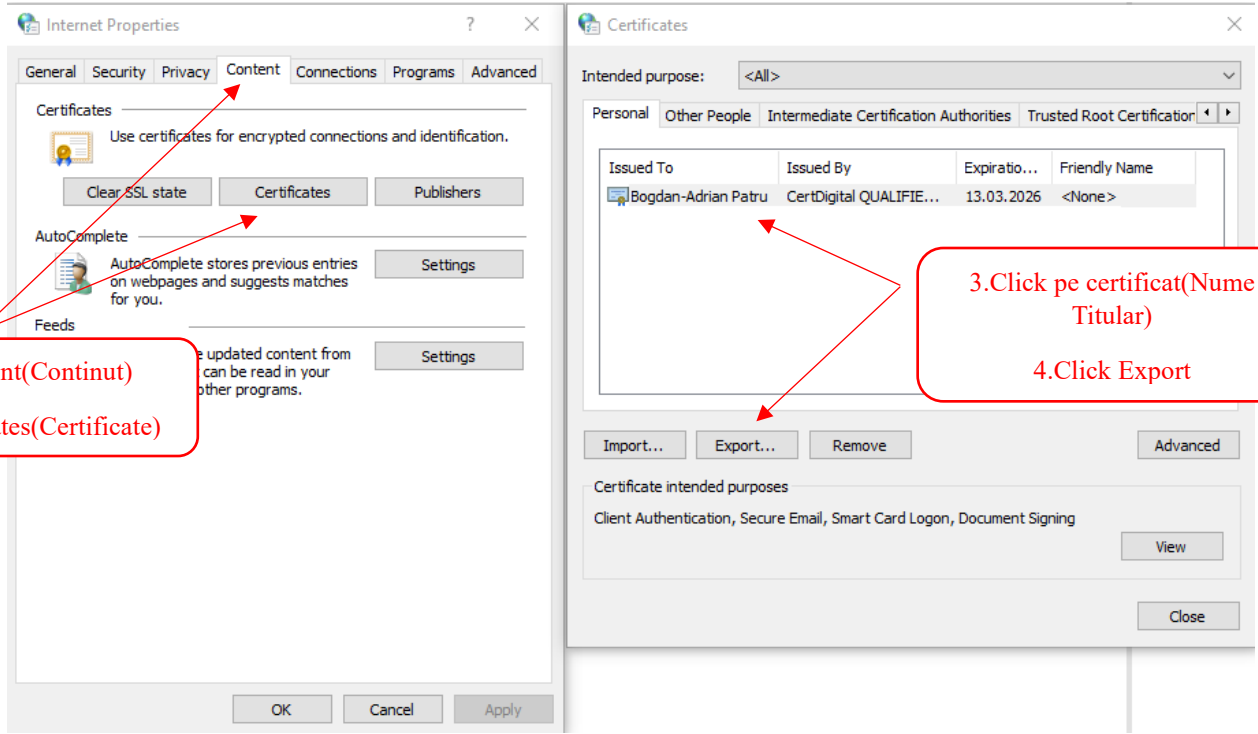 Internet Properties
?
General Security Privacy Content Connections Programs Advanced
Certificates
Use certificates for encrypted connections and identification.
Clear SSL state Certificates Publishers
AutoComplete
AutoComplete stores previous entries
on webpages and suggests matches
for you.
Settings
Feeds
updated content from
can be read in your
other programs.
Settings
nt(Continut)
tes(Certificate)
OK Cancel Apply
Certificates
Intended purpose: <All>
Personal Other People Intermediate Certification Authorities Trusted Root Certification
Issued To Issued By Expiratio... Friendly Name
Bogdan-Adrian Patru CertDigital QUALIFIE... 13.03.2026 <None>
3.Click pe certificat(Nume
Titular)
4.Click Export
Import... Export... Remove Advanced
Certificate intended purposes
Client Authentication, Secure Email, Smart Card Logon, Document Signing
View
Close